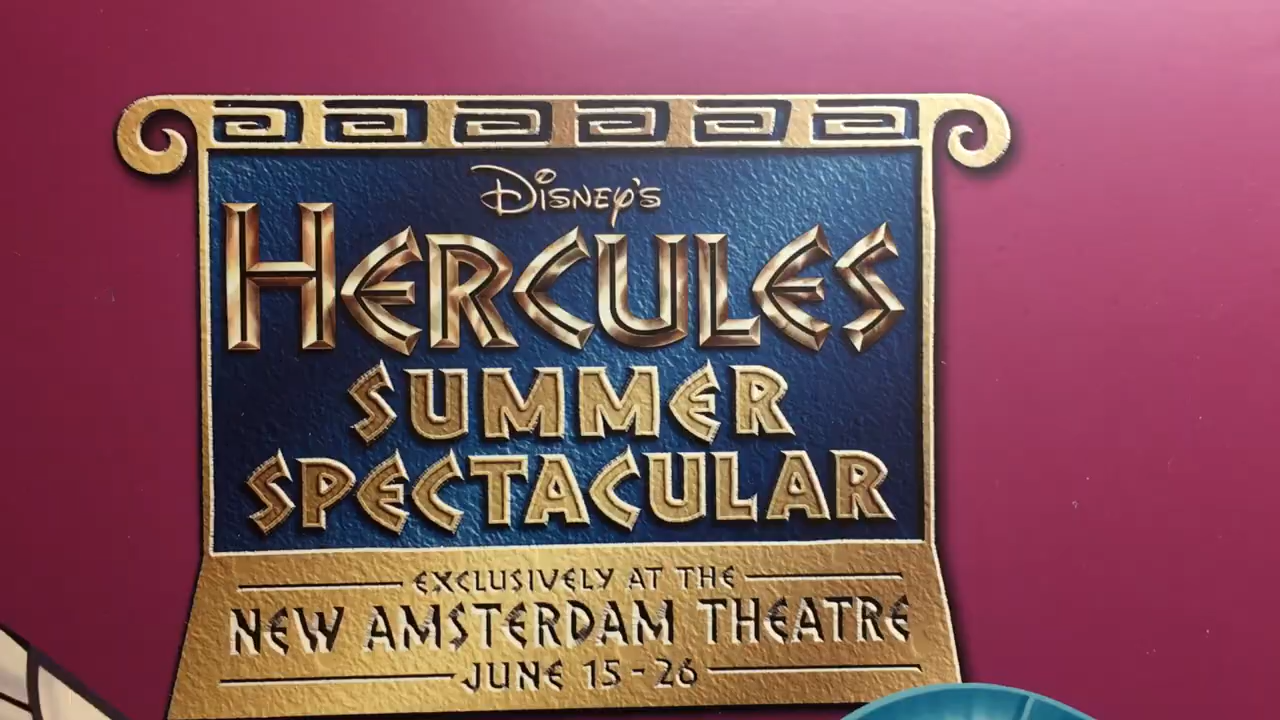 Disney's
HERCULES
SUMMER
SPECTACULAR
EXCLUSIVELY AT THE
NEW AMSTERDAM THEATRE
JUNE 15-26